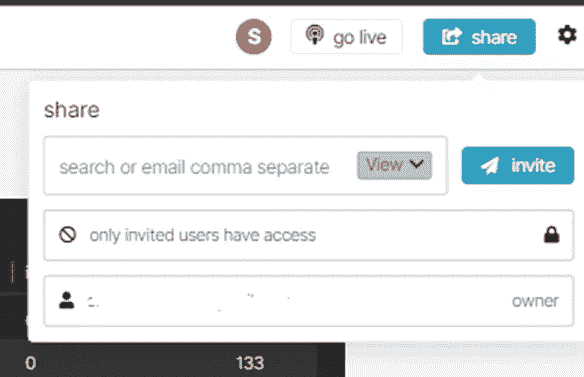 S go live share
share
search or email comma separate View invite
only invited users have access
owner
0 133